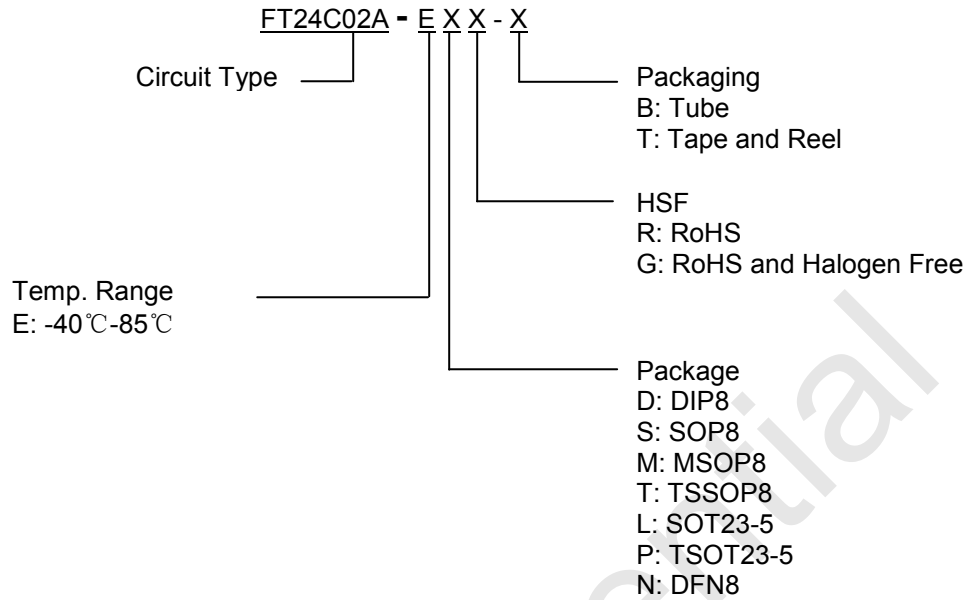 FT24C02A - E X X - X
Circuit Type
Packaging
B: Tube
T: Tape and Reel
HSF
R: RoHS
G: RoHS and Halogen Free
Temp. Range
E: -40℃-85℃
Package
D: DIP8
S: SOP8
M: MSOP8
T: TSSOP8
L: SOT23-5
P: TSOT23-5
N: DFN8
ential